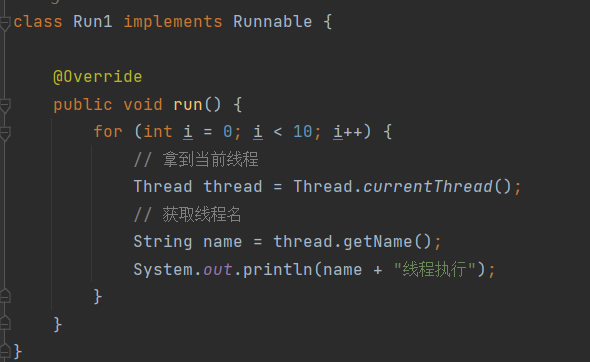 class Run1 implements Runnable {
@Override
public void run() {
for (int i = 0; i < 10; i++) {
// 拿到当前线程
Thread thread = Thread.currentThread();
// 获取线程名
String name = thread.getName();
System.out.println(name + "线程执行");
}
}
}